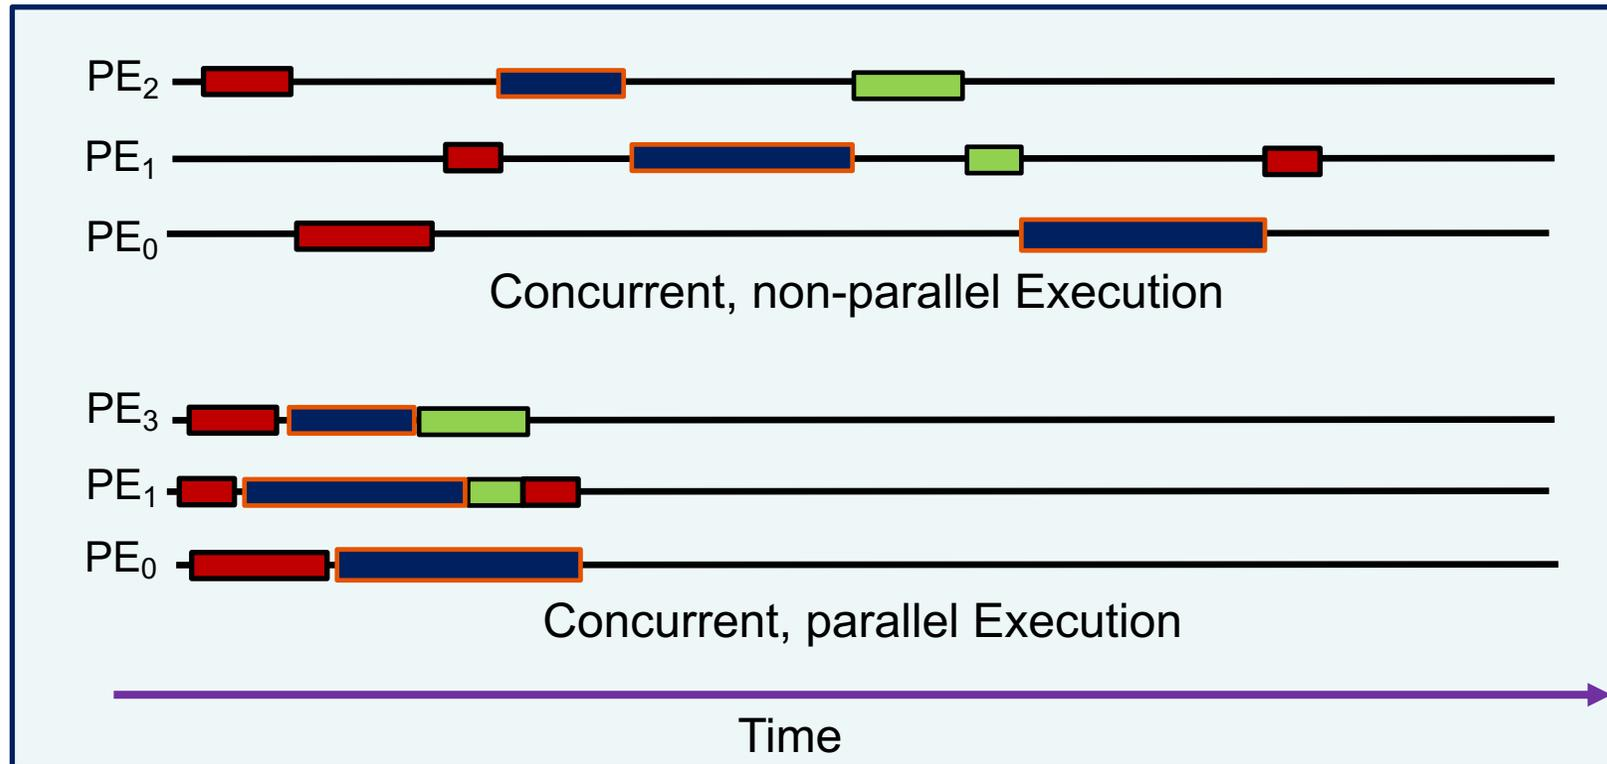 PE₂
PE₁
PE₀
Concurrent, non-parallel Execution
PE₃
PE₁
PE₀
Concurrent, parallel Execution
Time